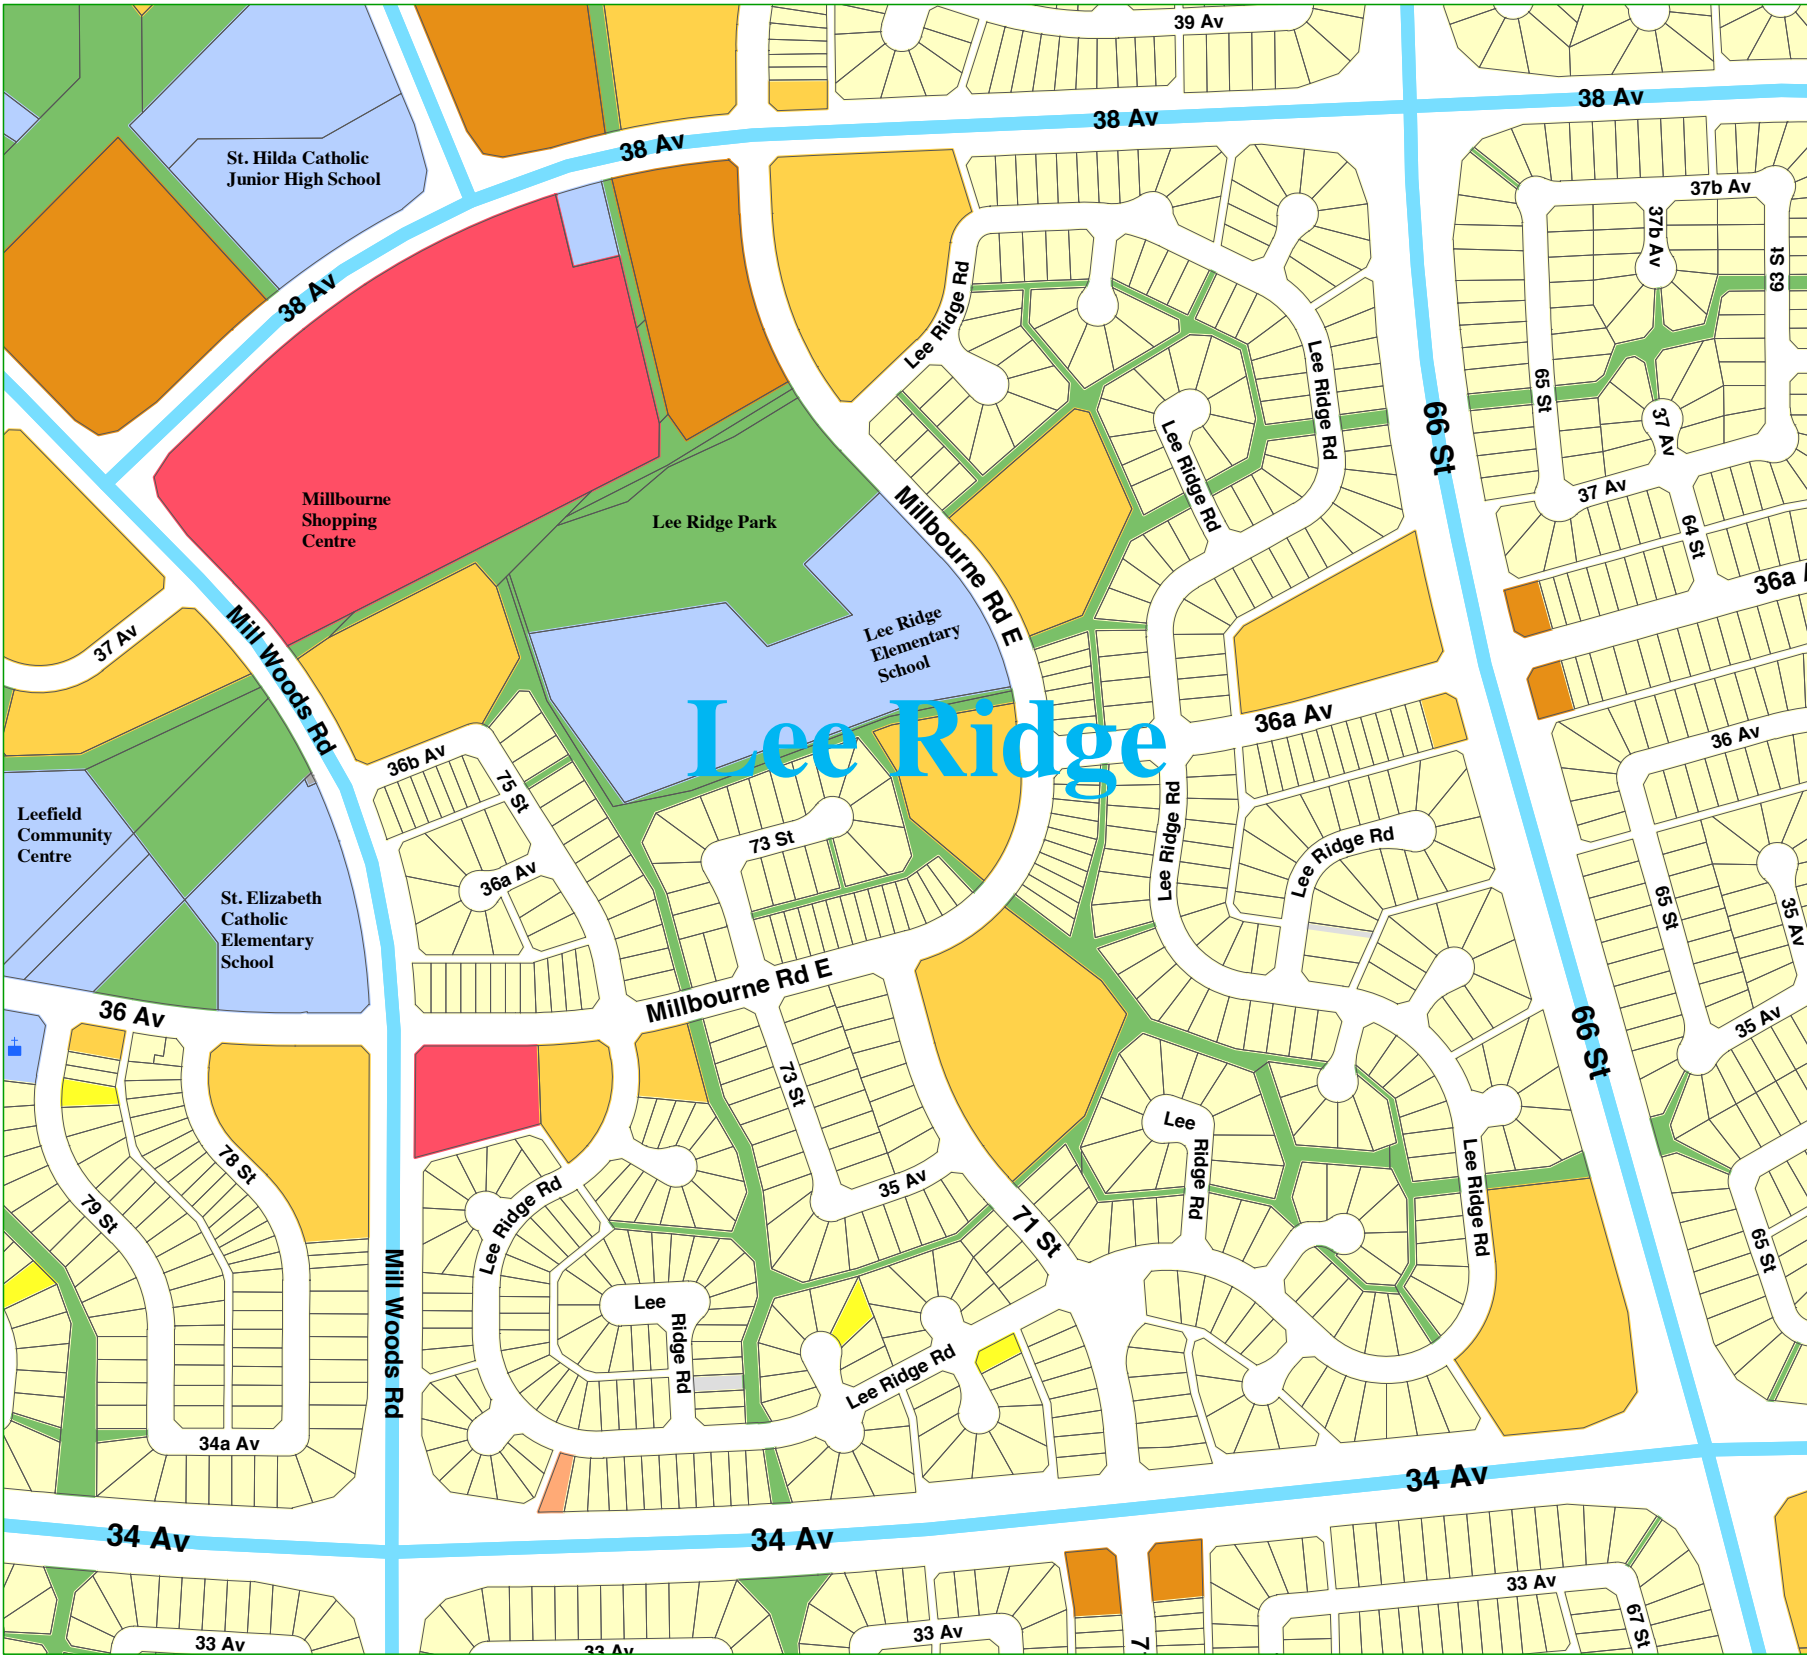 39 Av
38 Av
38 Av
38 Av
38 Av
St. Hilda Catholic
Junior High School
37b Av
37b Av
63 St
Lee Ridge Rd
Lee Ridge Rd
65 St
37 Av
66 St
Lee Ridge Rd
37 Av
64 St
36a A
Millbourne
Shopping
Centre
Lee Ridge Park
Millbourne Rd E
Lee Ridge
Elementary
School
37 Av
Mill Woods Rd
Lee Ridge
36a Av
36 Av
36b Av
75 St
36a Av
73 St
Lee Ridge Rd
Lee Ridge Rd
65 St
35 Av
Leefield
Community
Centre
St. Elizabeth
Catholic
Elementary
School
Millbourne Rd E
36 Av
35 Av
66 St
73 St
78 St
79 St
35 Av
71 St
Lee
Ridge Rd
Lee Ridge Rd
65 St
Lee Ridge Rd
Mill Woods Rd
Lee
Ridge Rd
Lee Ridge Rd
34a Av
34 Av
34 Av
34 Av
33 Av
67 St
33 Av
33 Av
33 Av
7